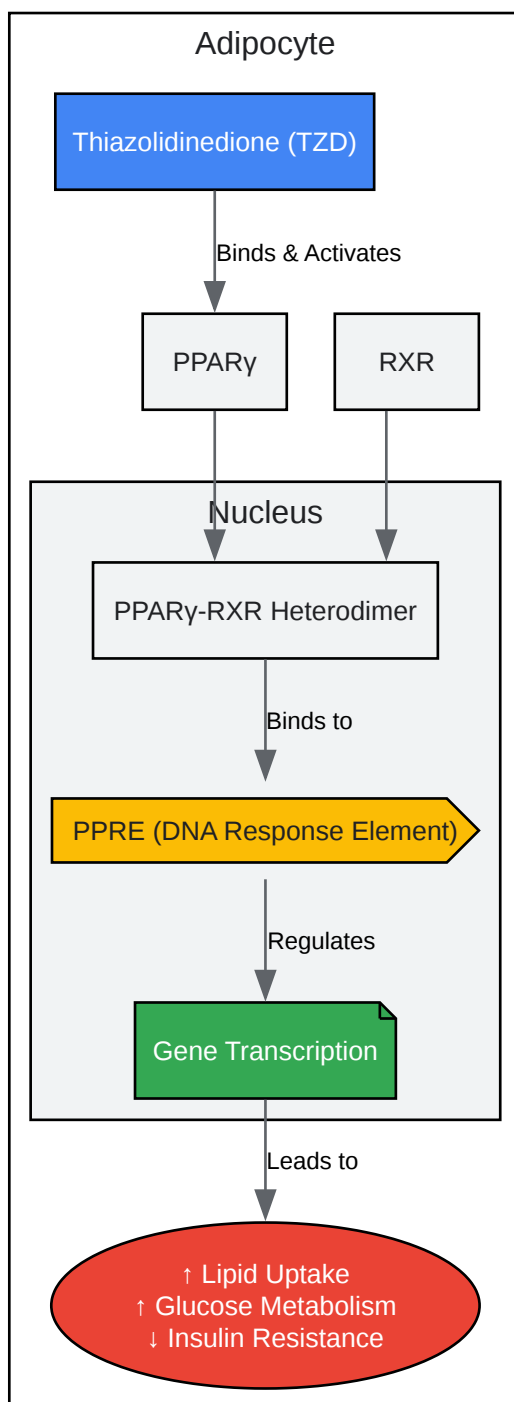 Adipocyte
Thiazolidinedione (TZD)
Binds & Activates
PPARγ
RXR
Nucleus
PPARγ-RXR Heterodimer
Binds to
PPRE (DNA Response Element)
Regulates
Gene Transcription
Leads to
↑ Lipid Uptake
↑ Glucose Metabolism
↓ Insulin Resistance